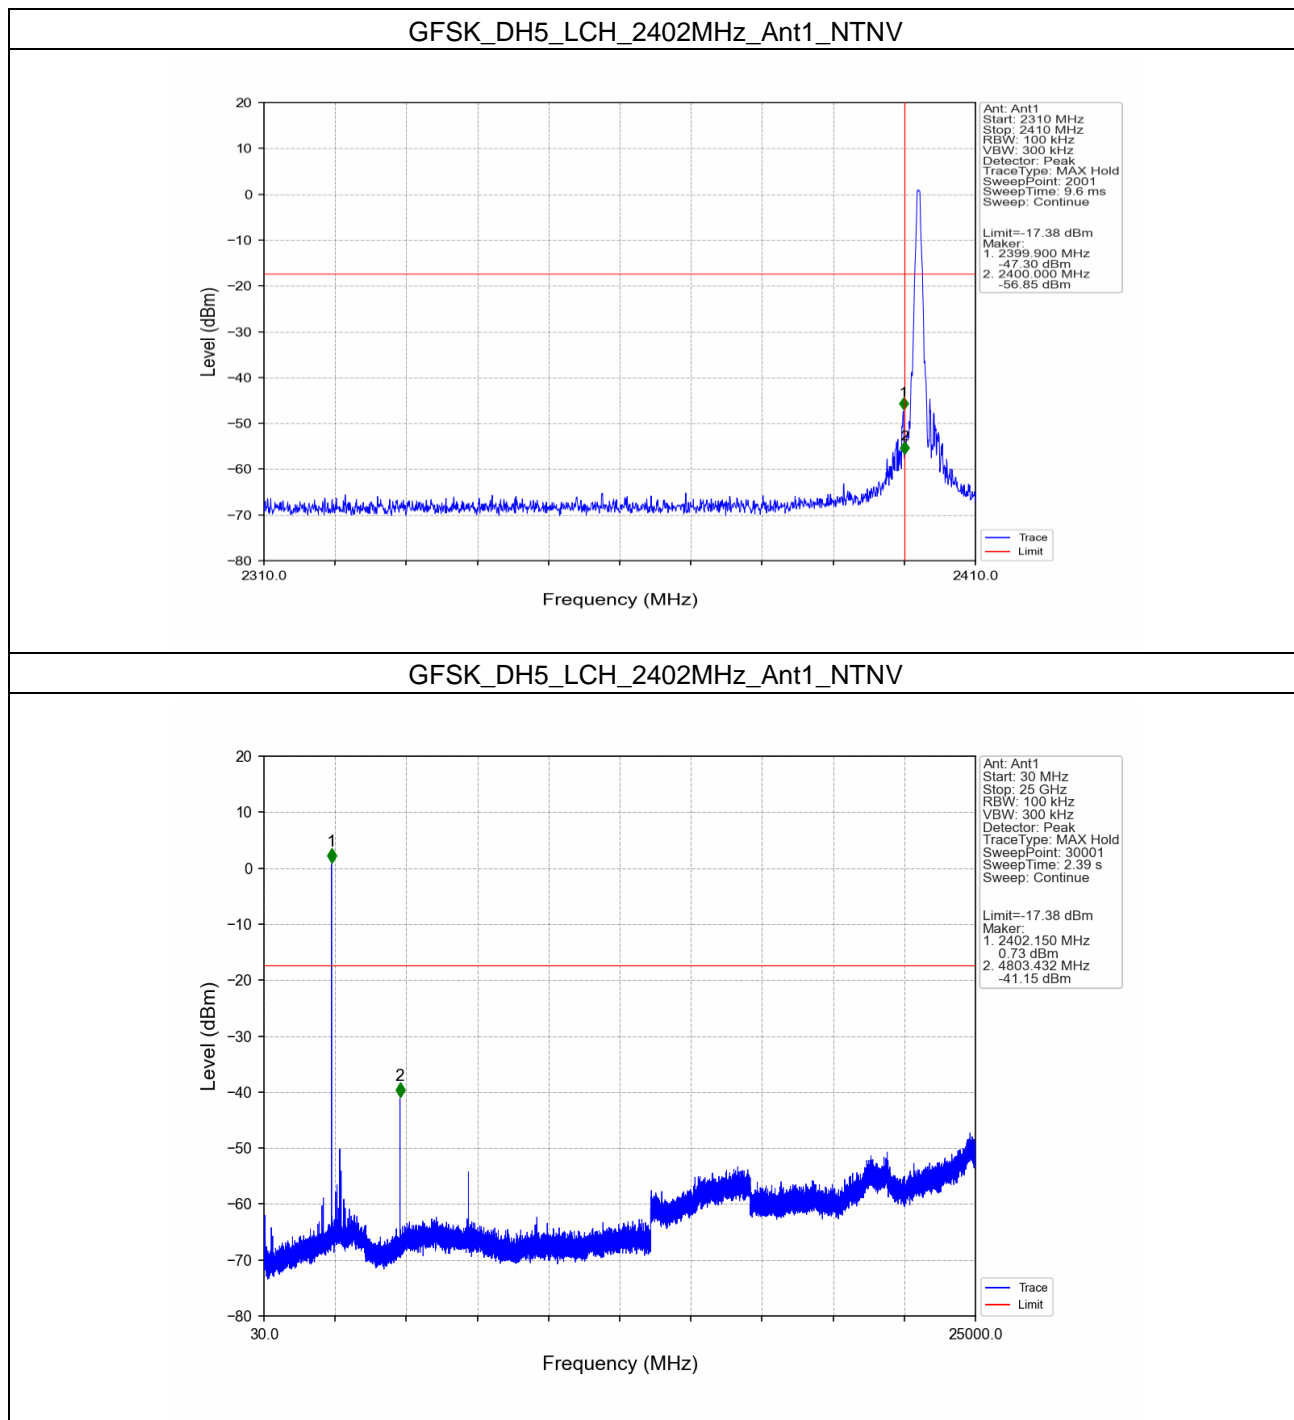 GFSK_DH5_LCH_2402MHz_Ant1_NTNV
20
10
0
−10
−20
−30
−40
−50
−60
−70
−80
Level (dBm)
1
2
2310.0
2410.0
Frequency (MHz)
Ant: Ant1
Start: 2310 MHz
Stop: 2410 MHz
RBW: 100 kHz
VBW: 300 kHz
Detector: Peak
TraceType: MAX Hold
SweepPoint: 2001
SweepTime: 9.6 ms
Sweep: Continue
Limit=-17.38 dBm
Maker:
1. 2399.900 MHz
-47.30 dBm
2. 2400.000 MHz
-56.85 dBm
Trace
Limit
GFSK_DH5_LCH_2402MHz_Ant1_NTNV
20
10
0
−10
−20
−30
−40
−50
−60
−70
−80
Level (dBm)
1
2
30.0
25000.0
Frequency (MHz)
Ant: Ant1
Start: 30 MHz
Stop: 25 GHz
RBW: 100 kHz
VBW: 300 kHz
Detector: Peak
TraceType: MAX Hold
SweepPoint: 30001
SweepTime: 2.39 s
Sweep: Continue
Limit=-17.38 dBm
Maker:
1. 2402.150 MHz
0.73 dBm
2. 4803.432 MHz
-41.15 dBm
Trace
Limit